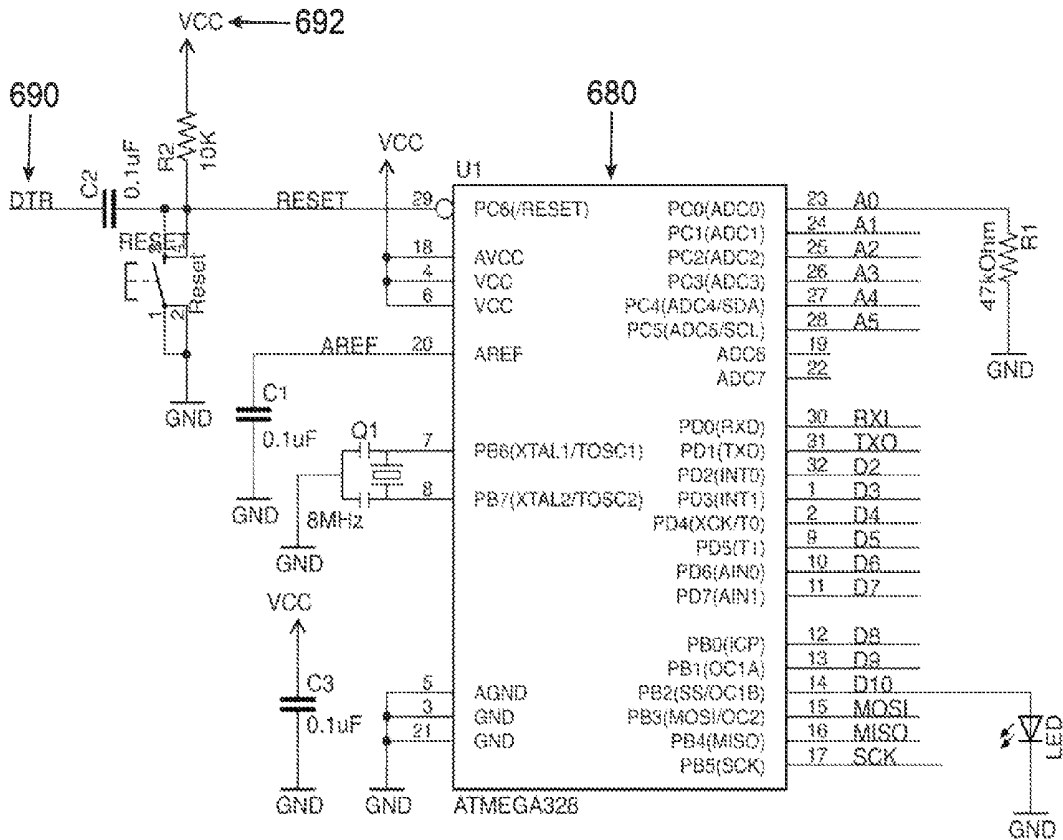 VCC 692
690
680
DTR
C2
0.1uF
R2
10K
VCC
U1
RESET 29 PC6(/RESET)
RESET
Reset
1 2
18 AVCC
4 VCC
6 VCC
AREF 20 AREF
GND
C1
0.1uF
GND
Q1
8MHz
GND
7 PB6(XTAL1/TOSC1)
8 PB7(XTAL2/TOSC2)
VCC
C3
0.1uF
GND
5 AGND
3 GND
21 GND
GND
ATMEGA328
PC0(ADC0) 23 A0
PC1(ADC1) 24 A1
PC2(ADC2) 25 A2
PC3(ADC3) 26 A3
PC4(ADC4/SDA) 27 A4
PC5(ADC5/SCL) 28 A5
ADC6 19
ADC7 22
R1
47kOhm
GND
PD0(RXD) 30 RXI
PD1(TXD) 31 TXO
PD2(INT0) 32 D2
PD3(INT1) 1 D3
PD4(XCK/T0) 2 D4
PD5(T1) 9 D5
PD6(AIN0) 10 D6
PD7(AIN1) 11 D7
PB0(ICP) 12 D8
PB1(OC1A) 13 D9
PB2(SS/OC1B) 14 D10
PB3(MOSI/OC2) 15 MOSI
PB4(MISO) 16 MISO
PB5(SCK) 17 SCK
LED
GND